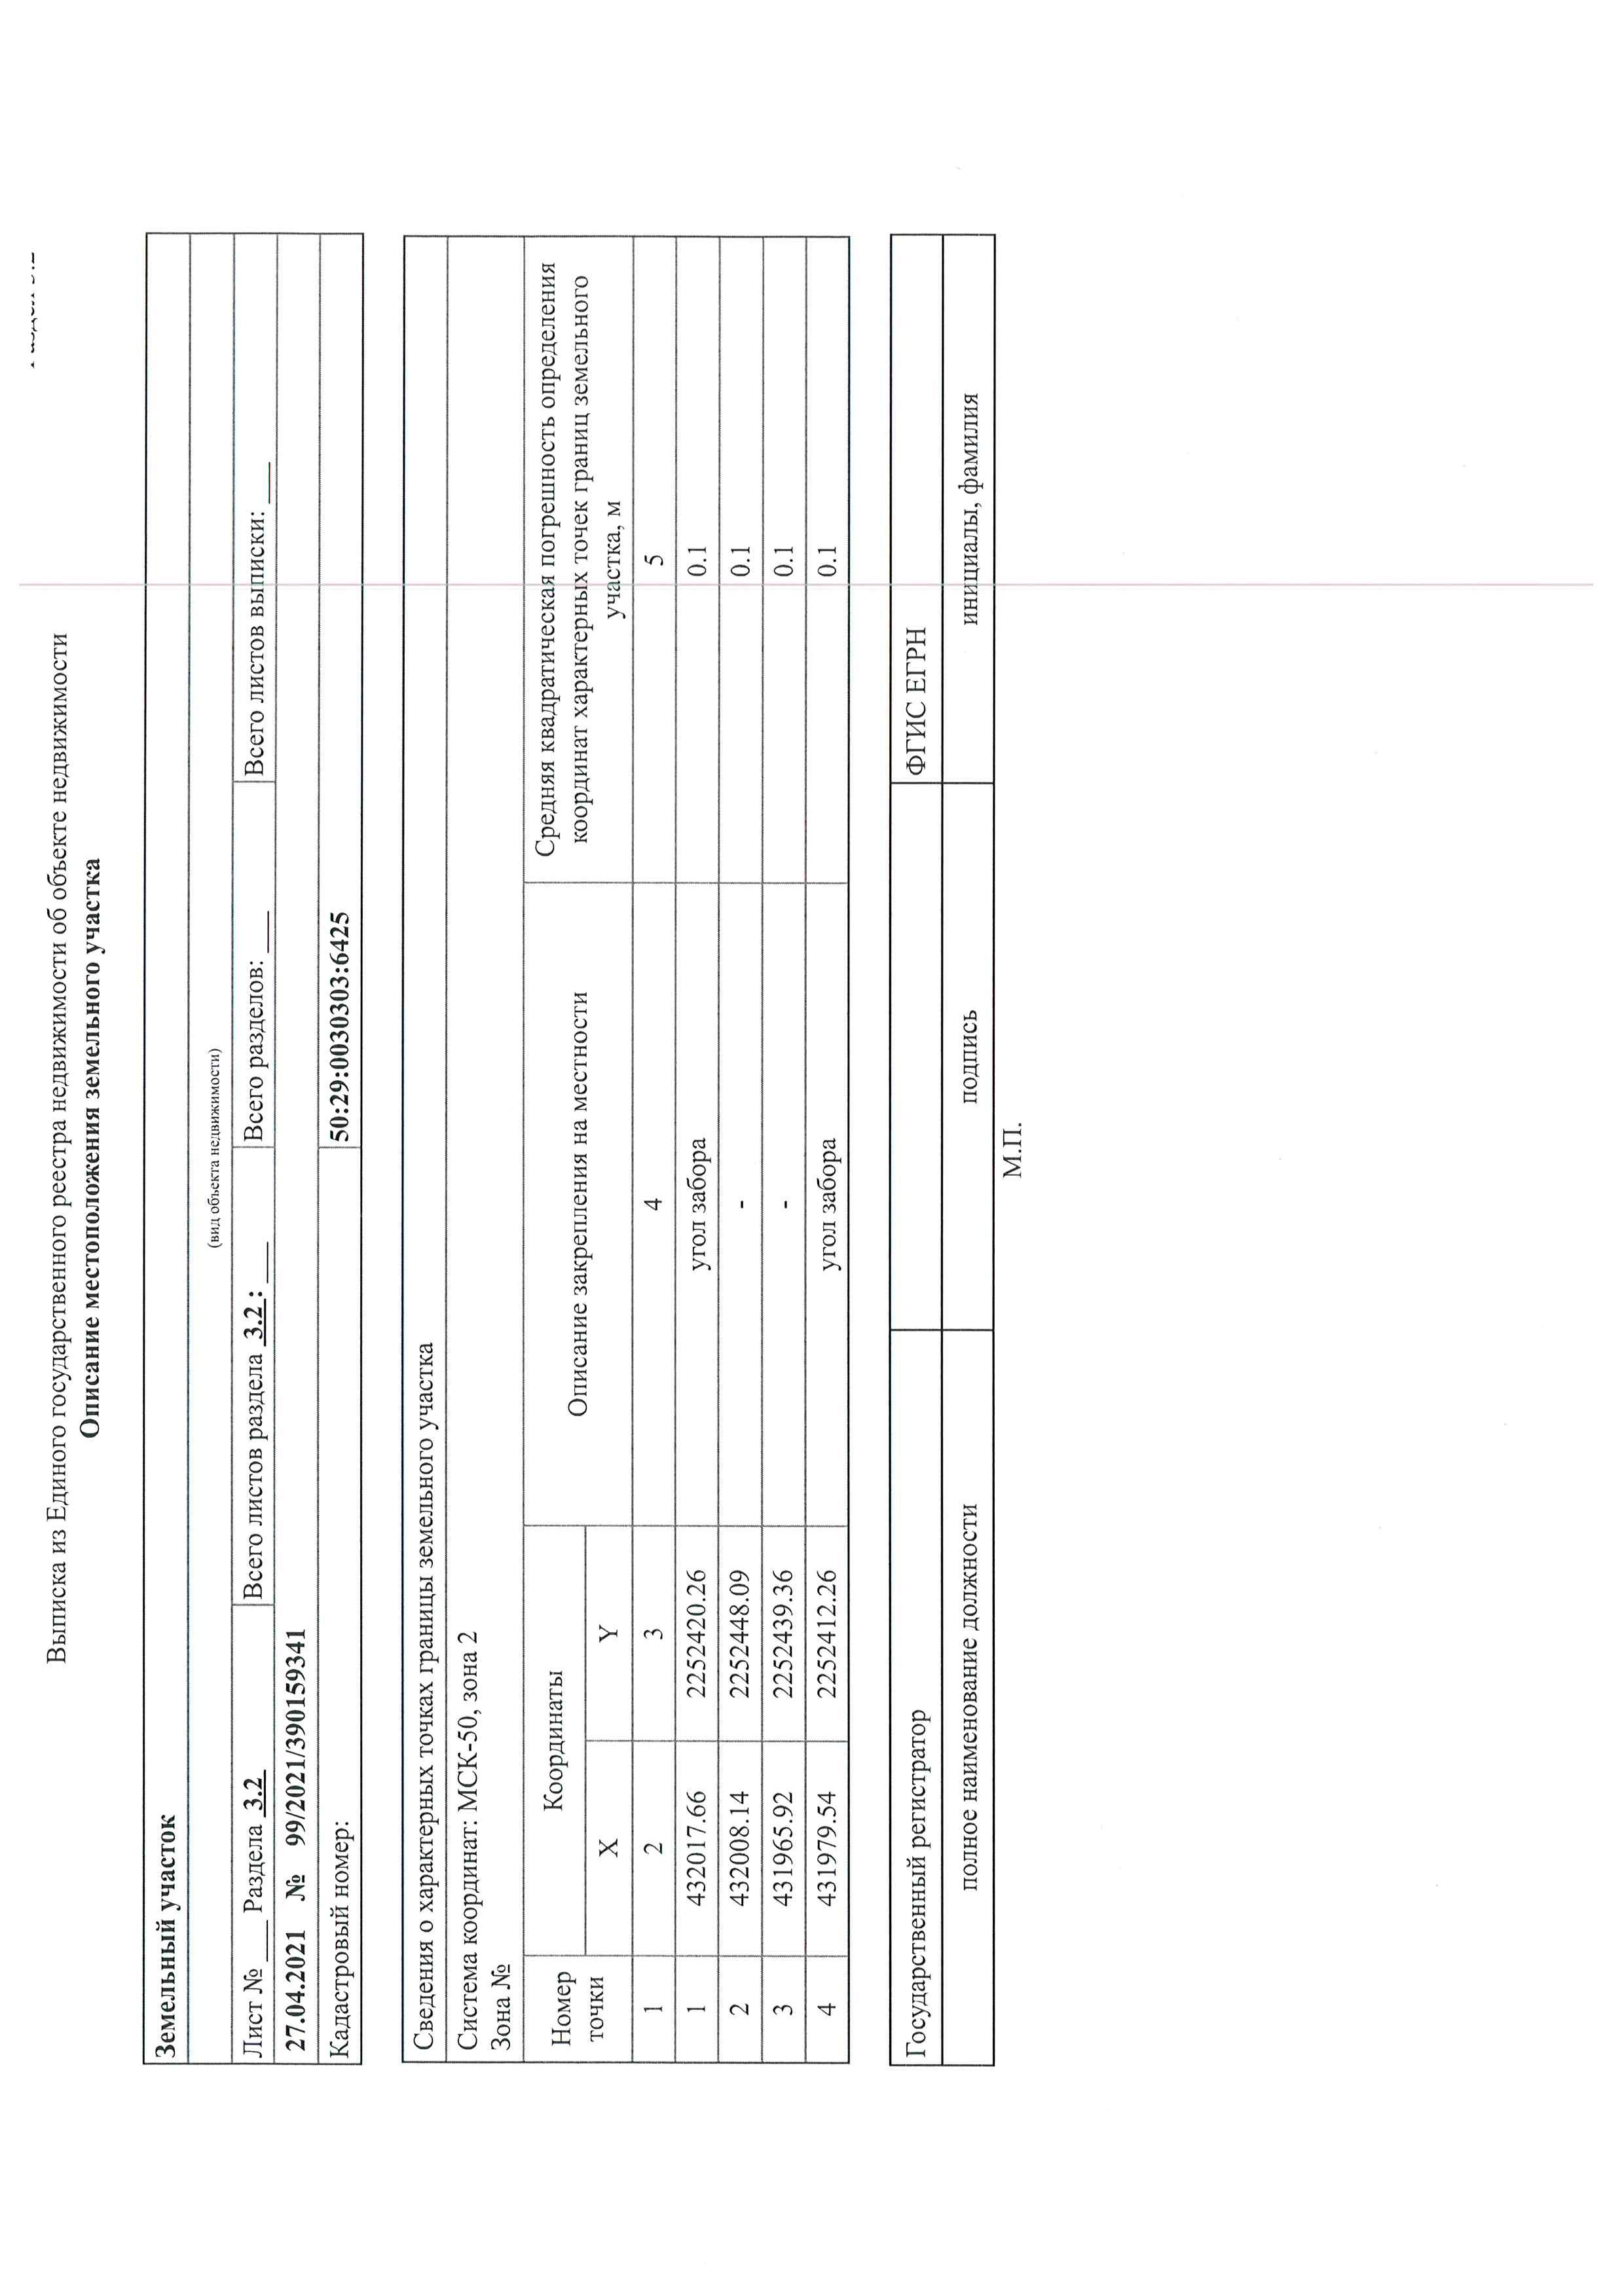 Выписка из Единого государственного реестра недвижимости об объекте недвижимости
Описание местоположения земельного участка
Земельный участок
(вид объекта недвижимости)
Лист № ___ Раздела 3.2 Всего листов раздела 3.2 : ___ Всего разделов: ___ Всего листов выписки: ___
27.04.2021 № 99/2021/390159341
Кадастровый номер: 50:29:0030303:6425
Сведения о характерных точках границы земельного участка
Система координат: МСК-50, зона 2
Зона №
Номер точки Координаты Описание закрепления на местности Средняя квадратическая погрешность определения
координат характерных точек границ земельного
участка, м
X Y
1 2 3 4 5
1 432017.66 2252420.26 угол забора 0.1
2 432008.14 2252448.09 - 0.1
3 431965.92 2252439.36 - 0.1
4 431979.54 2252412.26 угол забора 0.1
Государственный регистратор ФГИС ЕГРН
полное наименование должности подпись инициалы, фамилия
М.П.